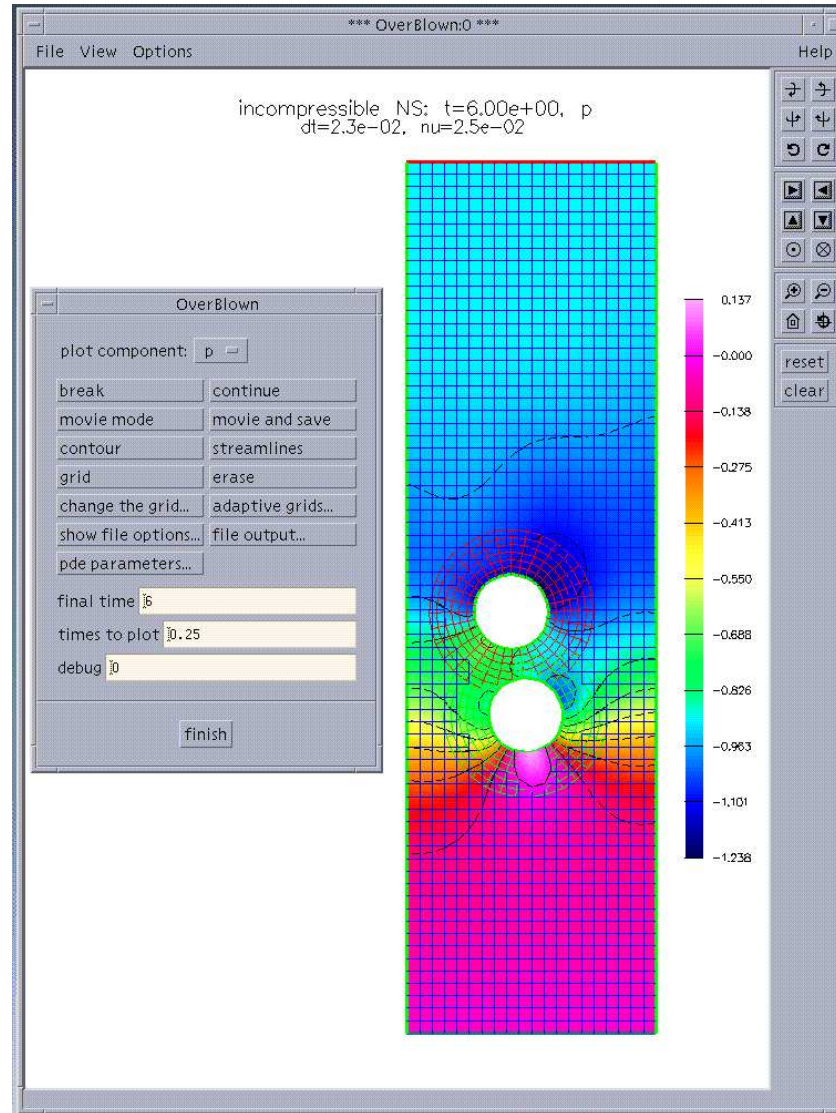 *** OverBlown:0 ***
File View Options Help
incompressible NS: t=6.00e+00, p
dt=2.3e-02, nu=2.5e-02
OverBlown
plot component: p
break continue
movie mode movie and save
contour streamlines
grid erase
change the grid... adaptive grids...
show file options... file output...
pde parameters...
final time 6
times to plot 0.25
debug 0
finish
0.137
-0.000
-0.138
-0.275
-0.413
-0.550
-0.688
-0.826
-0.963
-1.101
-1.238
reset
clear